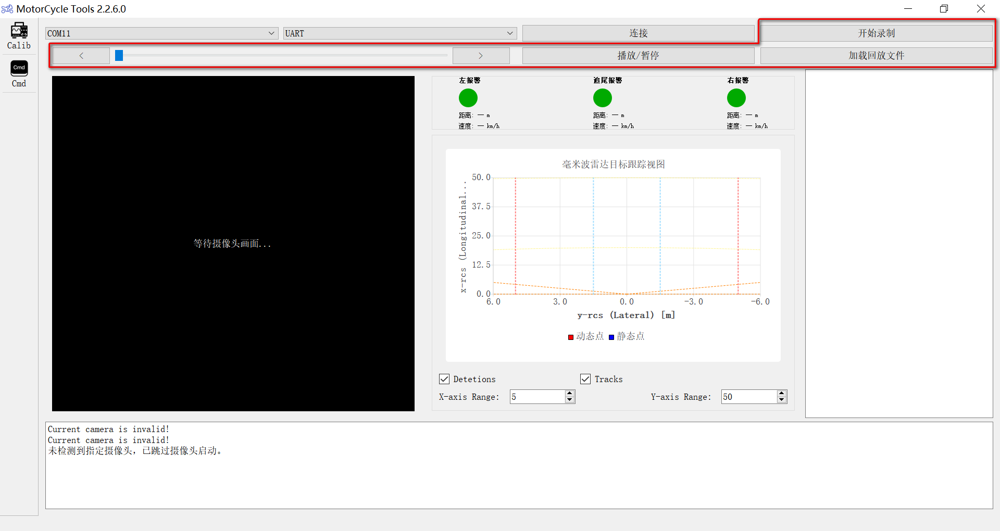 MotorCycle Tools 2.2.6.0
Calib
Cmd
Cmd
COM11
UART
连接
开始录制
<
>
播放/暂停
加载回放文件
等待摄像头画面...
左报警
追尾报警
右报警
距离: — m
距离: — m
距离: — m
速度: — km/h
速度: — km/h
速度: — km/h
毫米波雷达目标跟踪视图
x-rcs (Longitudinal...
50.0
37.5
25.0
12.5
0.0
6.0
3.0
0.0
-3.0
-6.0
y-rcs (Lateral) [m]
动态点
静态点
Detetions
Tracks
X-axis Range:
5
Y-axis Range:
50
Current camera is invalid!
Current camera is invalid!
未检测到指定摄像头，已跳过摄像头启动。